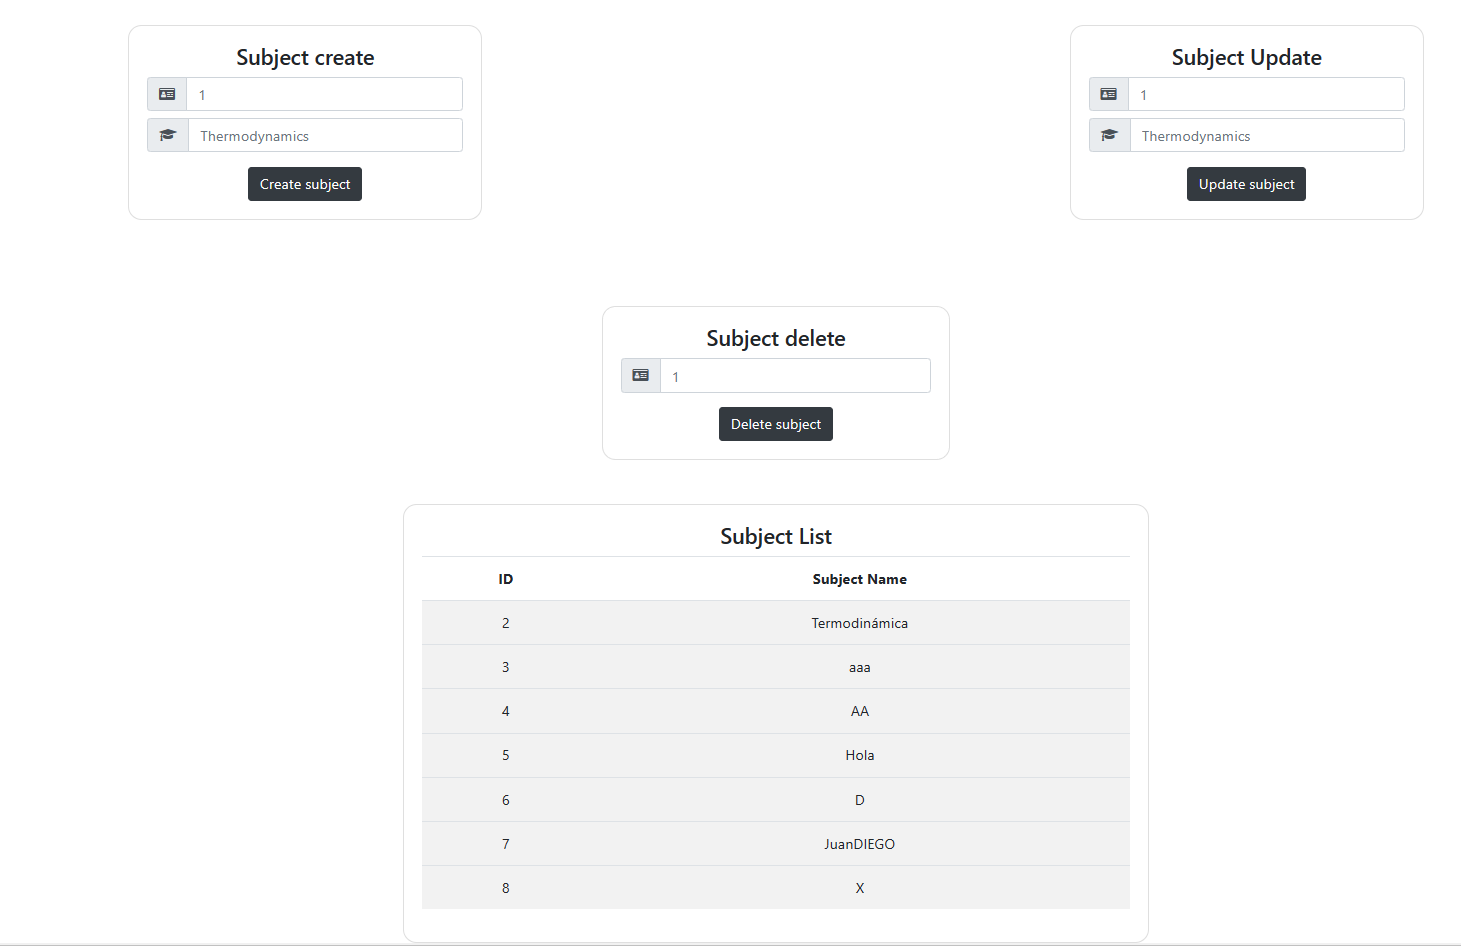 Subject create
1
Thermodynamics
Create subject
Subject Update
1
Thermodynamics
Update subject
Subject delete
1
Delete subject
Subject List
ID Subject Name
2 Termodinámica
3 aaa
4 AA
5 Hola
6 D
7 JuanDIEGO
8 X